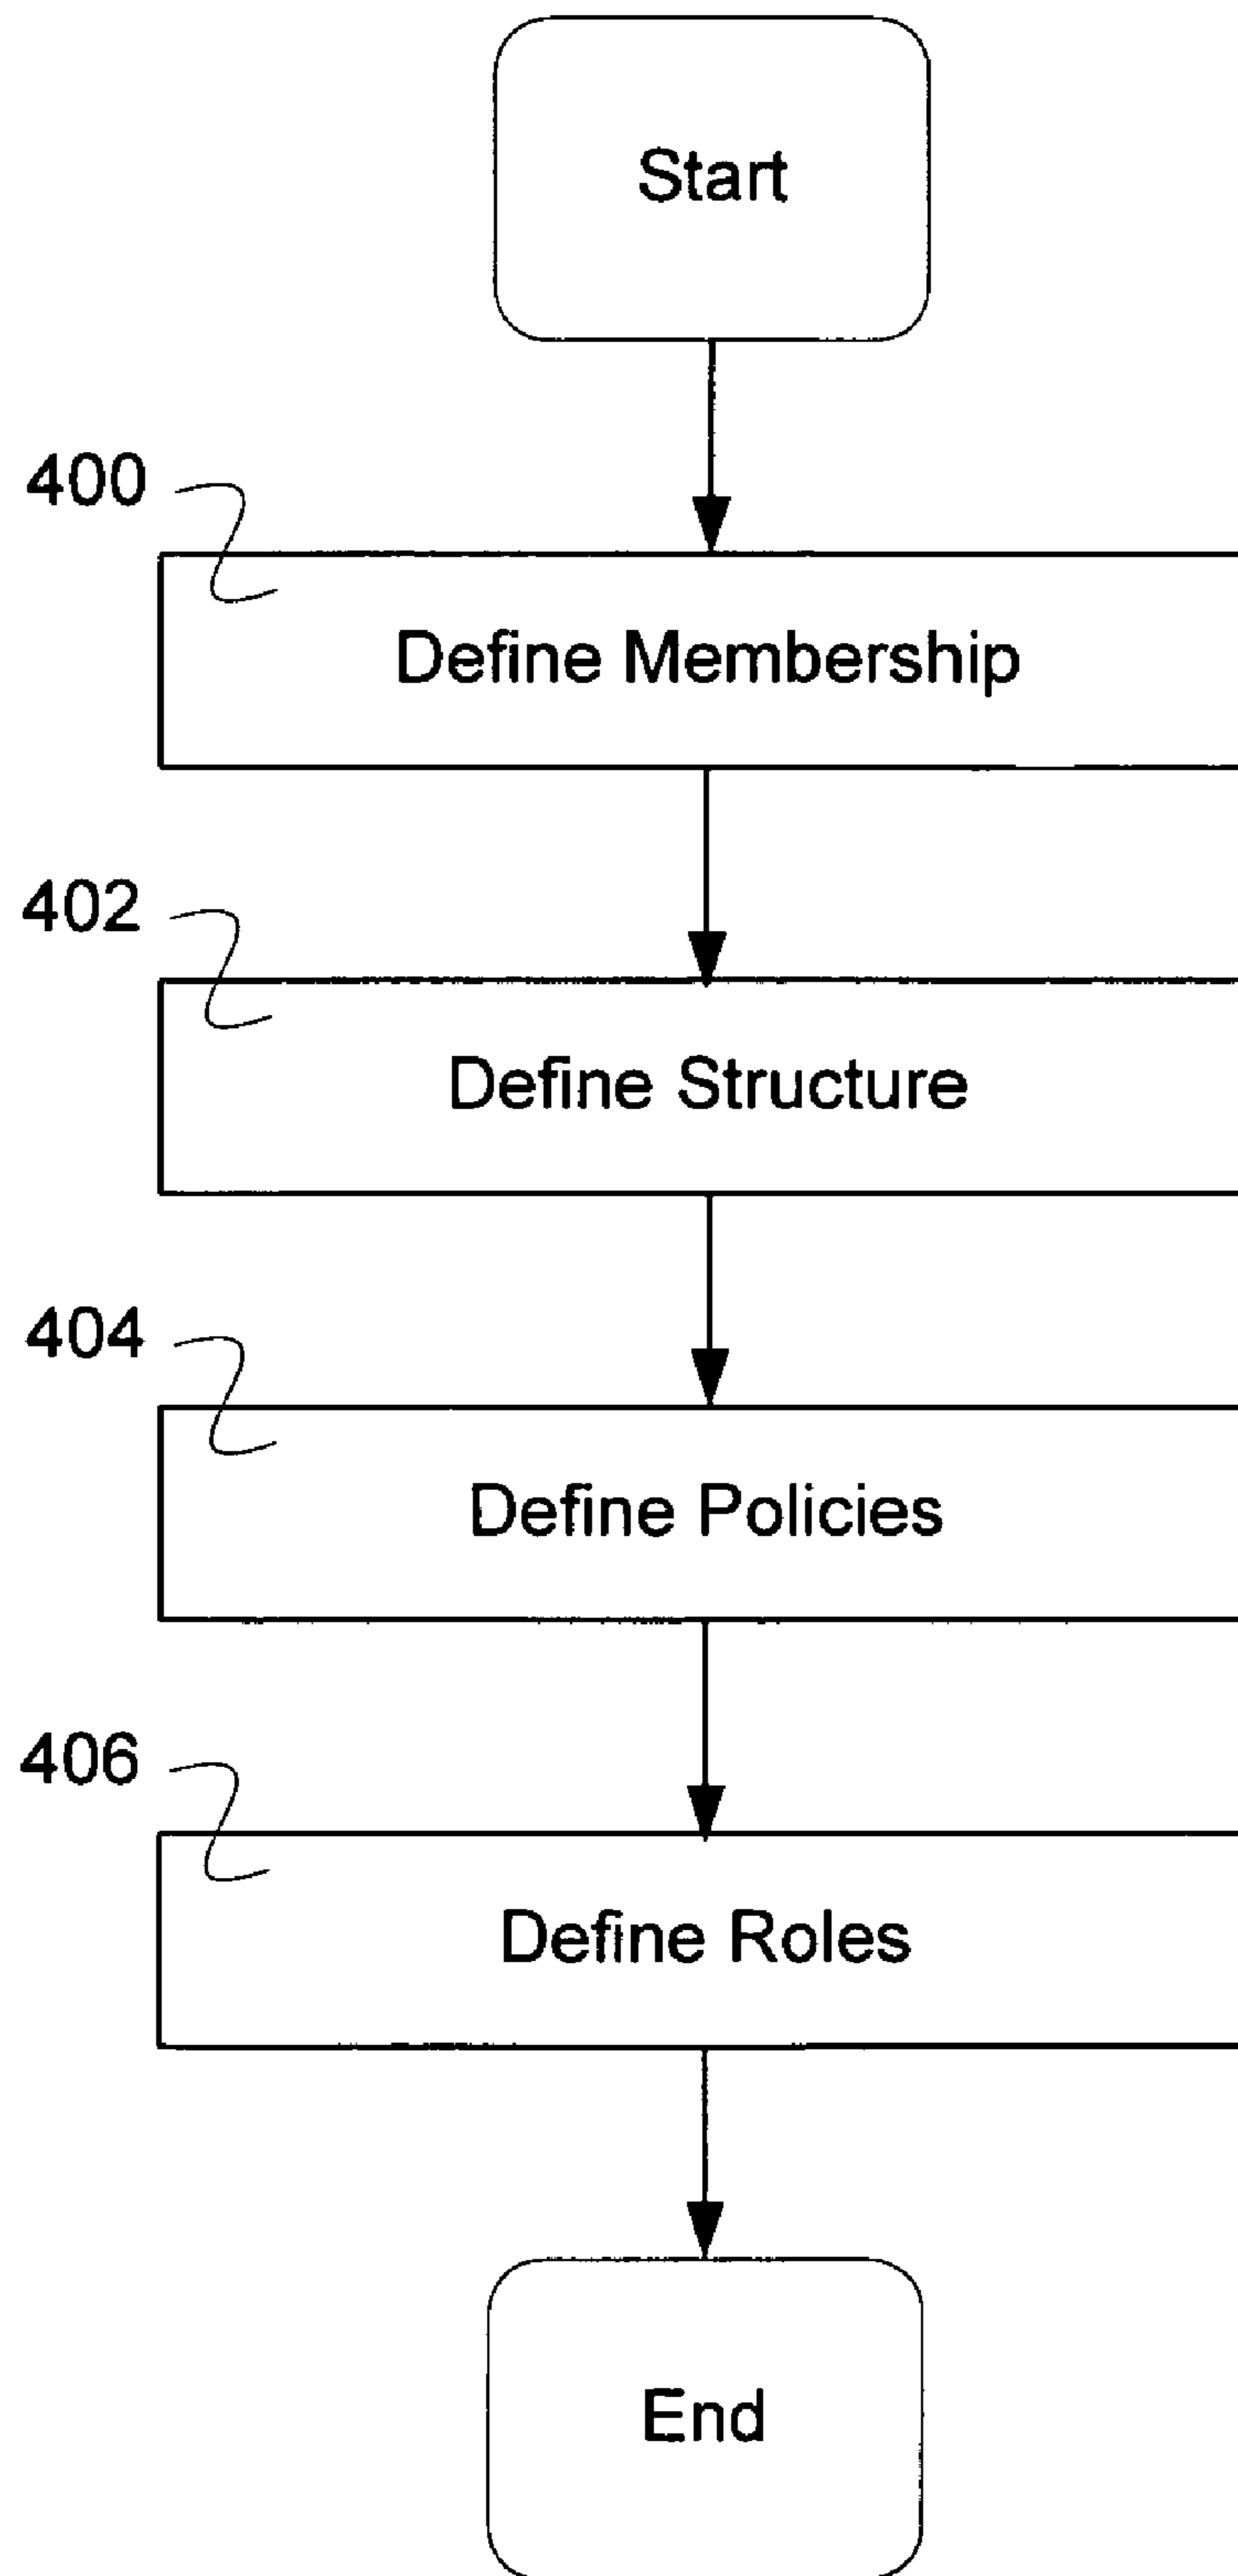 Start
400
Define Membership
402
Define Structure
404
Define Policies
406
Define Roles
End